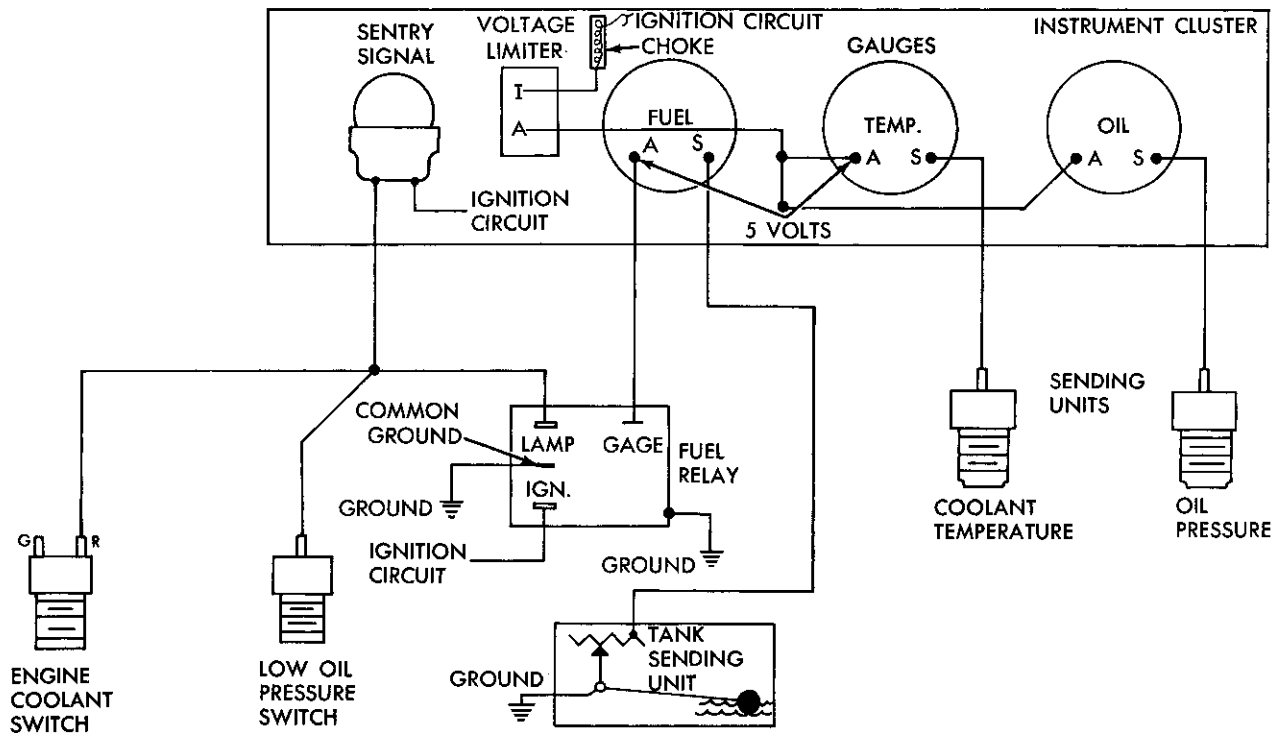 SENTRY
SIGNAL
VOLTAGE
LIMITER
IGNITION CIRCUIT
CHOKE
GAUGES
INSTRUMENT CLUSTER
I
A
FUEL
A S
TEMP.
A S
OIL
A S
IGNITION
CIRCUIT
5 VOLTS
COMMON
GROUND
LAMP GAGE
IGN.
FUEL
RELAY
GROUND
IGNITION
CIRCUIT
GROUND
SENDING
UNITS
COOLANT
TEMPERATURE
OIL
PRESSURE
G R
ENGINE
COOLANT
SWITCH
LOW OIL
PRESSURE
SWITCH
GROUND
TANK
SENDING
UNIT